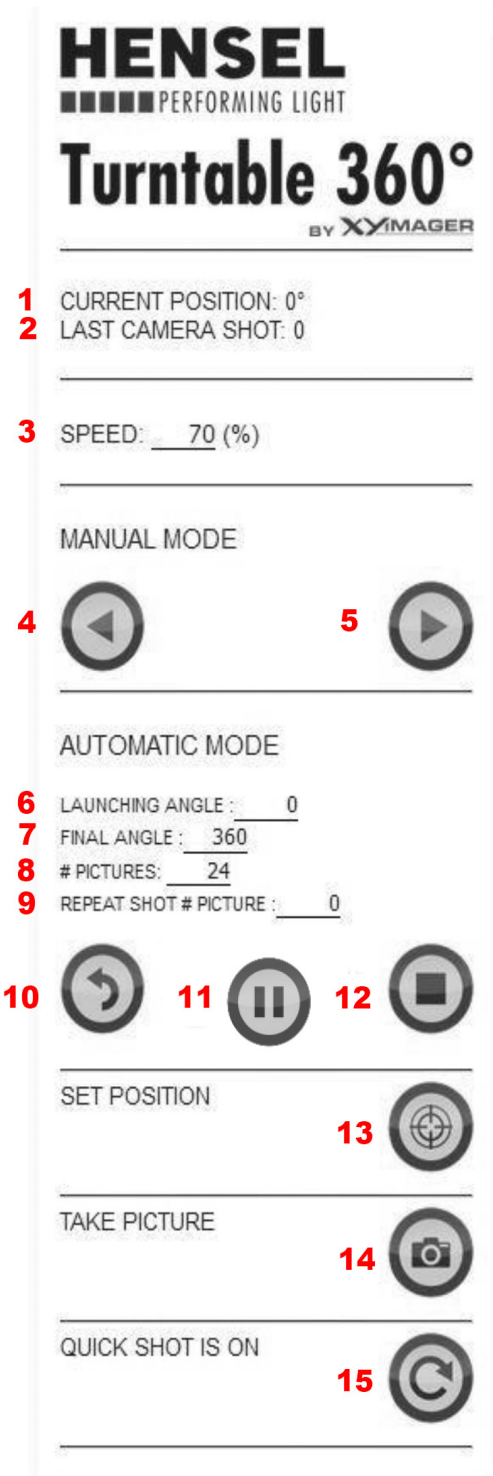 HENSEL
PERFORMING LIGHT
Turntable 360°
BY XYIMAGER
1 CURRENT POSITION: 0°
2 LAST CAMERA SHOT: 0
3 SPEED: 70 (%)
MANUAL MODE
4 5
AUTOMATIC MODE
6 LAUNCHING ANGLE : 0
7 FINAL ANGLE : 360
8 # PICTURES: 24
9 REPEAT SHOT # PICTURE : 0
10 11 12
SET POSITION
13
TAKE PICTURE
14
QUICK SHOT IS ON
15